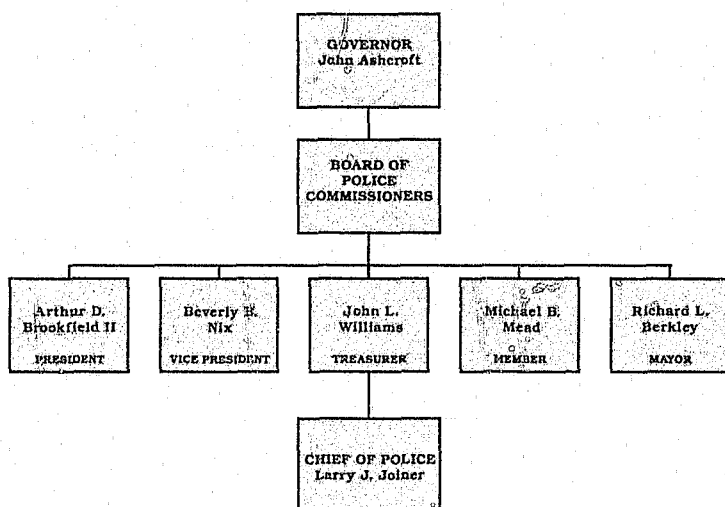 GOVERNOR
John Ashcroft
BOARD OF
POLICE
COMMISSIONERS
Arthur D.
Brookfield II
PRESIDENT
Beverly B.
Nix
VICE PRESIDENT
John L.
Williams
TREASURER
Michael B.
Mead
MEMBER
Richard L.
Berkley
MAYOR
CHIEF OF POLICE
Larry J. Joiner